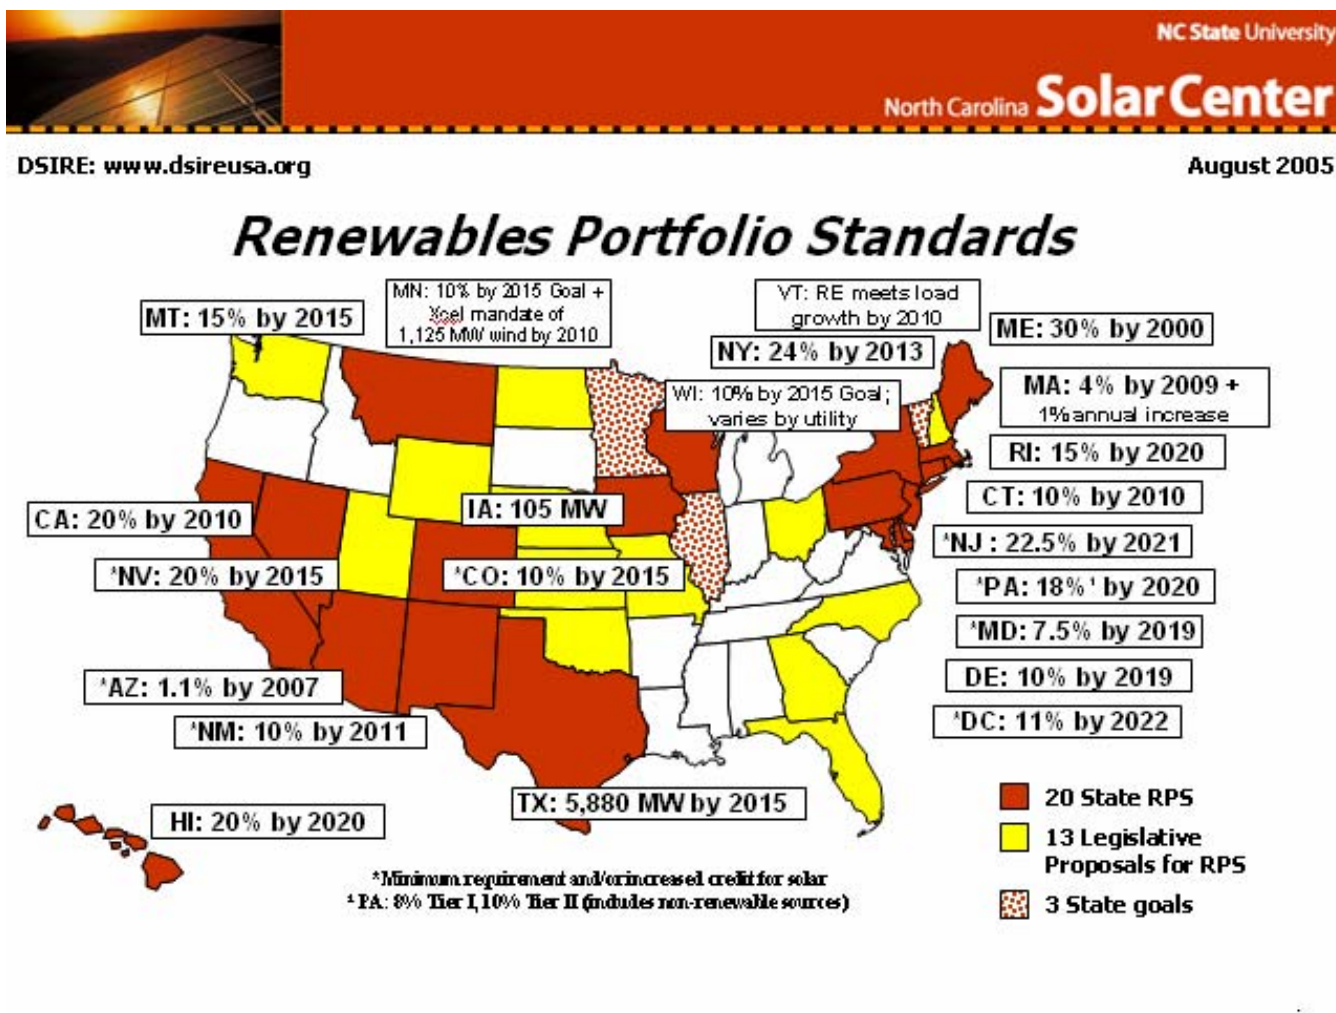 NC State University
North Carolina Solar Center
DSIRE: www.dsireusa.org
August 2005
Renewables Portfolio Standards
MT: 15% by 2015
MN: 10% by 2015 Goal +
Xcel mandate of
1,125 MW wind by 2010
VT: RE meets load
growth by 2010
NY: 24% by 2013
ME: 30% by 2000
WI: 10% by 2015 Goal;
varies by utility
MA: 4% by 2009 +
1% annual increase
RI: 15% by 2020
CA: 20% by 2010
IA: 105 MW
CT: 10% by 2010
*NJ : 22.5% by 2021
*NV: 20% by 2015
*CO: 10% by 2015
*PA: 18%¹ by 2020
*MD: 7.5% by 2019
*AZ: 1.1% by 2007
DE: 10% by 2019
*NM: 10% by 2011
*DC: 11% by 2022
TX: 5,880 MW by 2015
HI: 20% by 2020
20 State RPS
13 Legislative
Proposals for RPS
3 State goals
*Minimum requirement and/or increased credit for solar
¹ PA: 8% Tier I, 10% Tier II (includes non-renewable sources)